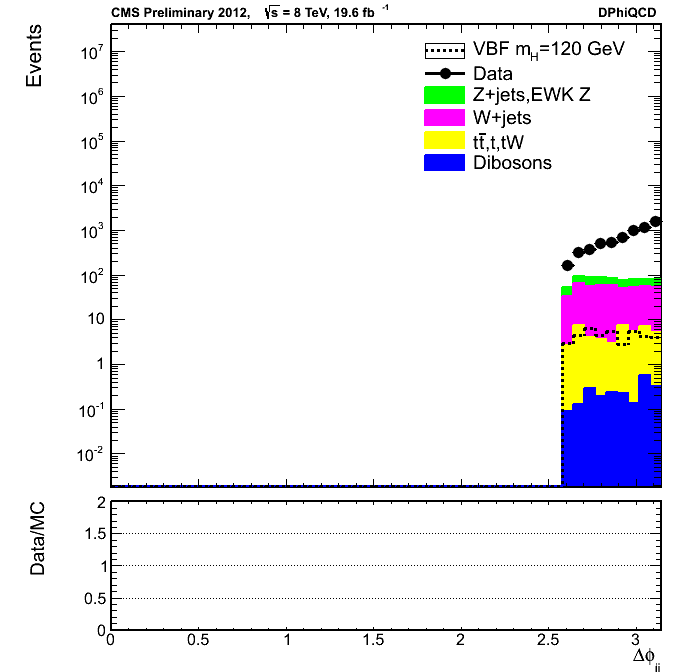 CMS Preliminary 2012, √s = 8 TeV, 19.6 fb⁻¹ DPhiQCD
Events
VBF m_H=120 GeV
Data
Z+jets,EWK Z
W+jets
tt̅,t,tW
Dibosons
10⁷
10⁶
10⁵
10⁴
10³
10²
10
1
10⁻¹
10⁻²
Data/MC
2
1.5
1
0.5
0
0 0.5 1 1.5 2 2.5 3
Δϕ_jj